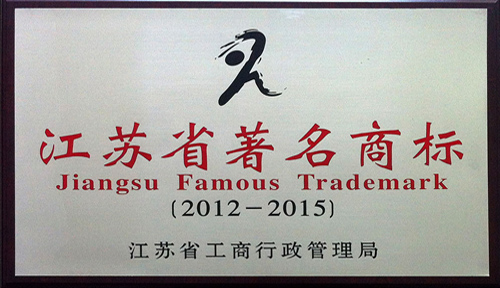 江苏省著名商标
Jiangsu Famous Trademark
(2012-2015)
江苏省工商行政管理局